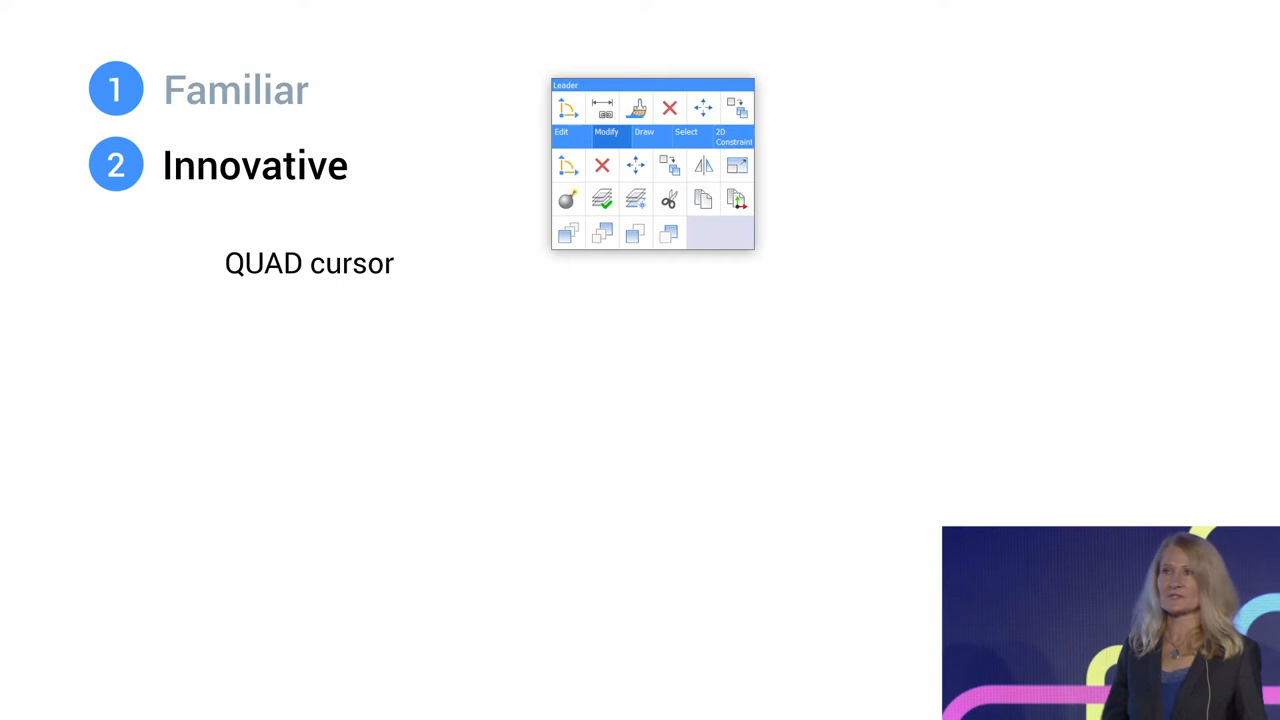 1 Familiar
2 Innovative
QUAD cursor
Leader
Edit Modify Draw Select 2D Constraint